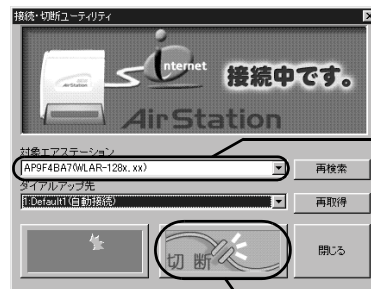 接続・切断ユーティリティ
internet
接続中です。
AirStation
対象エアステーション
AP9F4BA7(WLAR-128x.xx)
再検索
ダイアルアップ先
1:Default1(自動接続)
再取得
切断
閉じる